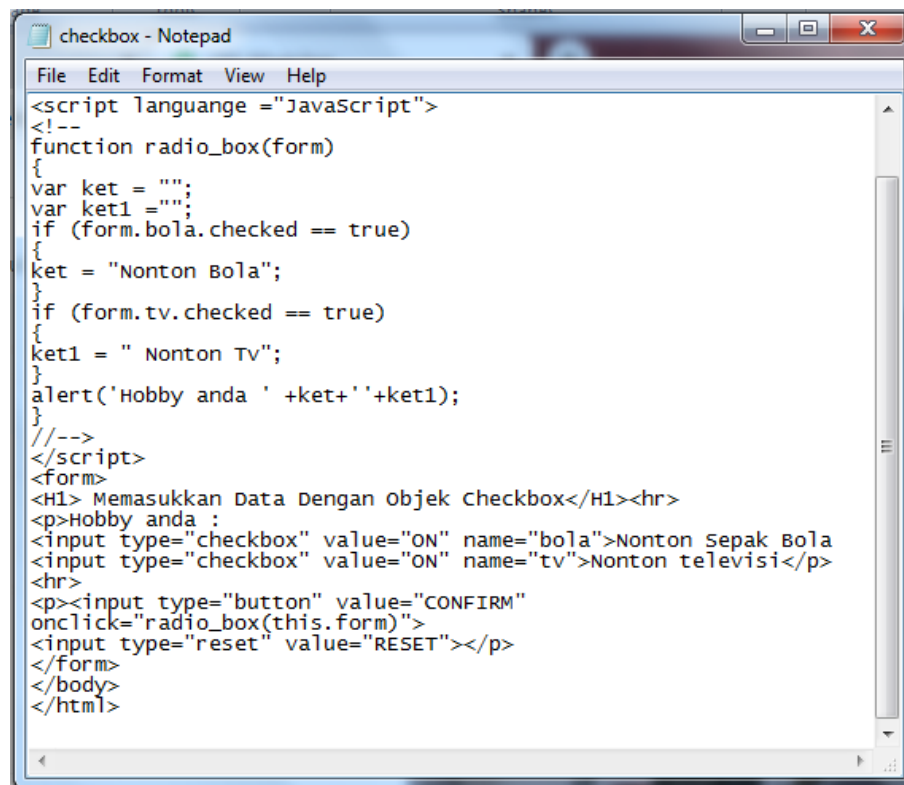 checkbox - Notepad
File Edit Format View Help
<script languange ="JavaScript">
<!--
function radio_box(form)
{
var ket = "";
var ket1 ="";
if (form.bola.checked == true)
{
ket = "Nonton Bola";
}
if (form.tv.checked == true)
{
ket1 = " Nonton Tv";
}
alert('Hobby anda ' +ket+''+ket1);
}
//-->
</script>
<form>
<H1> Memasukkan Data Dengan Objek Checkbox</H1><hr>
<p>Hobby anda :
<input type="checkbox" value="ON" name="bola">Nonton Sepak Bola
<input type="checkbox" value="ON" name="tv">Nonton televisi</p>
<hr>
<p><input type="button" value="CONFIRM"
onclick="radio_box(this.form)">
<input type="reset" value="RESET"></p>
</form>
</body>
</html>